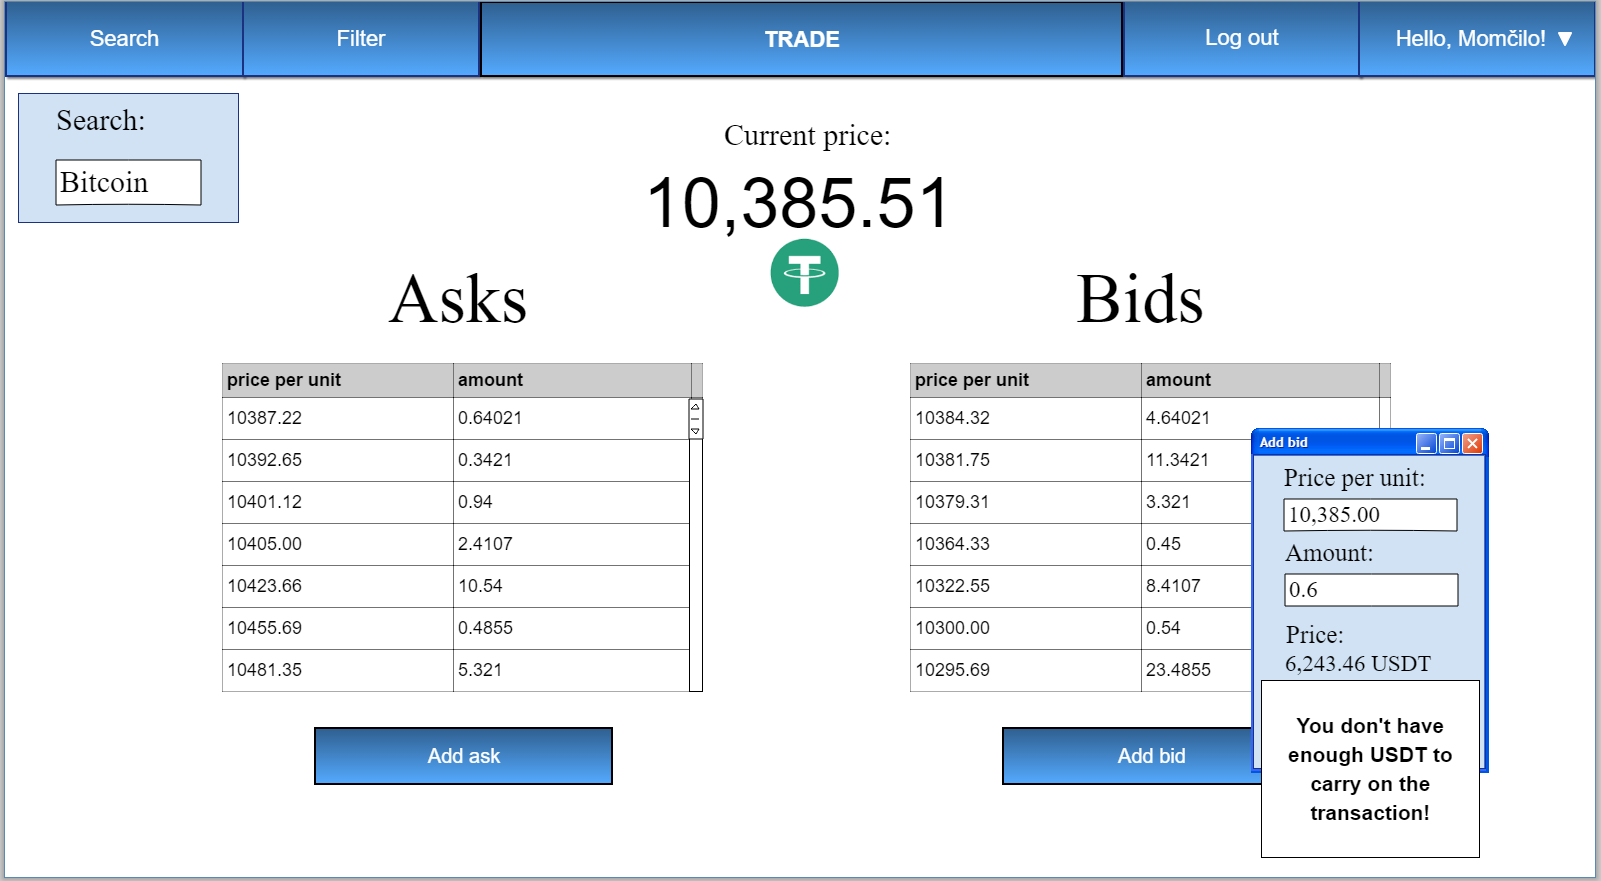 Search Filter TRADE Log out Hello, Momčilo! ▼
Search:
Bitcoin
Current price:
10,385.51
Asks
price per unit amount
10387.22 0.64021
10392.65 0.3421
10401.12 0.94
10405.00 2.4107
10423.66 10.54
10455.69 0.4855
10481.35 5.321
Add ask
Bids
price per unit amount
10384.32 4.64021
10381.75 11.3421
10379.31 3.321
10364.33 0.45
10322.55 8.4107
10300.00 0.54
10295.69 23.4855
Add bid
Add bid
Price per unit:
10,385.00
Amount:
0.6
Price:
6,243.46 USDT
You don't have
enough USDT to
carry on the
transaction!